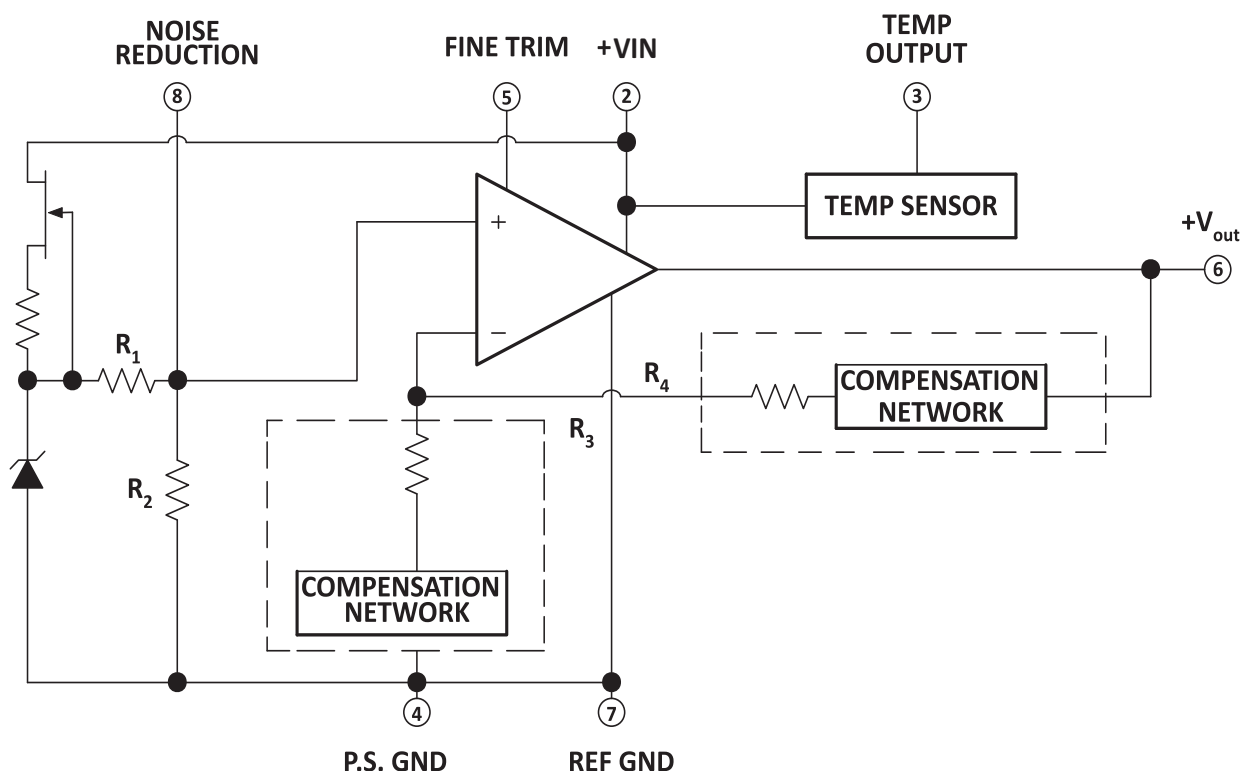 NOISE
REDUCTION
FINE TRIM
+VIN
TEMP
OUTPUT
8
5
2
3
TEMP SENSOR
+
+Vout
6
R1
−
R4
COMPENSATION
NETWORK
R3
R2
COMPENSATION
NETWORK
4
7
P.S. GND
REF GND